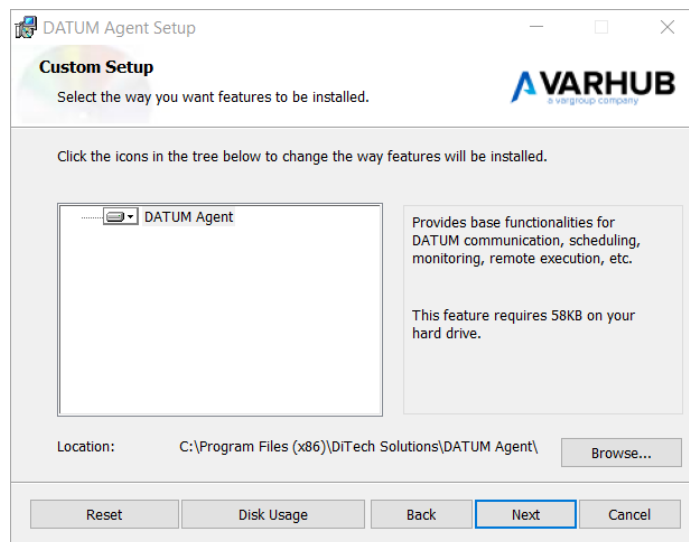 DATUM Agent Setup
Custom Setup
Select the way you want features to be installed.
VARHUB
a vargroup company
Click the icons in the tree below to change the way features will be installed.
DATUM Agent
Provides base functionalities for
DATUM communication, scheduling,
monitoring, remote execution, etc.
This feature requires 58KB on your
hard drive.
Location:
C:\Program Files (x86)\DiTech Solutions\DATUM Agent\
Browse...
Reset
Disk Usage
Back
Next
Cancel